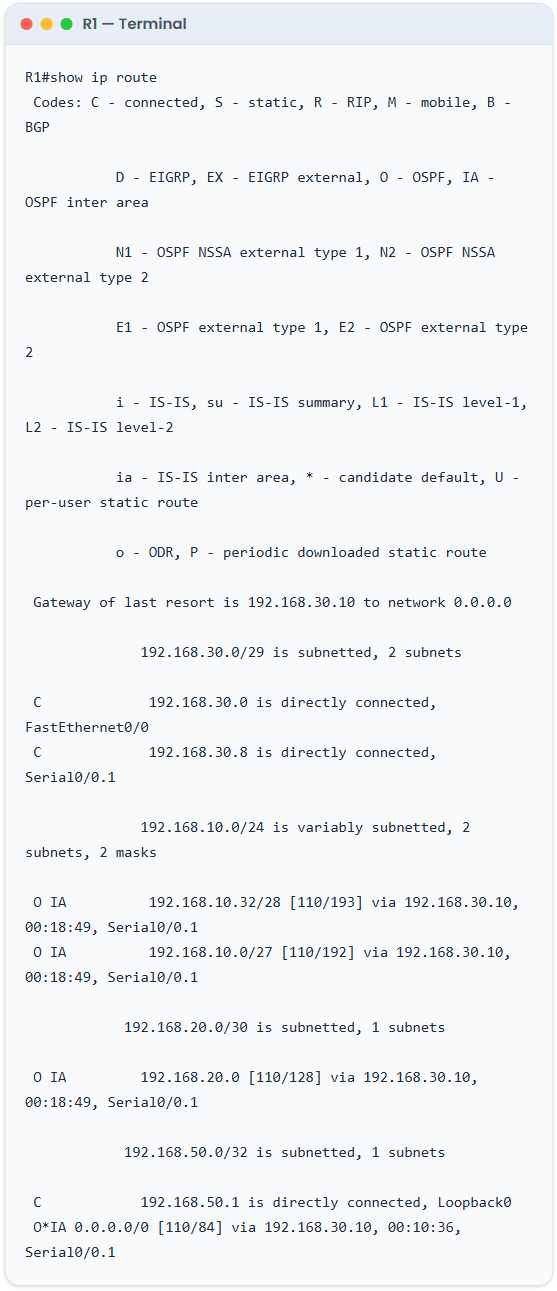 R1 — Terminal
R1#show ip route
Codes: C - connected, S - static, R - RIP, M - mobile, B -
BGP
D - EIGRP, EX - EIGRP external, O - OSPF, IA -
OSPF inter area
N1 - OSPF NSSA external type 1, N2 - OSPF NSSA
external type 2
E1 - OSPF external type 1, E2 - OSPF external type
2
i - IS-IS, su - IS-IS summary, L1 - IS-IS level-1,
L2 - IS-IS level-2
ia - IS-IS inter area, * - candidate default, U -
per-user static route
o - ODR, P - periodic downloaded static route
Gateway of last resort is 192.168.30.10 to network 0.0.0.0
192.168.30.0/29 is subnetted, 2 subnets
C 192.168.30.0 is directly connected,
FastEthernet0/0
C 192.168.30.8 is directly connected,
Serial0/0.1
192.168.10.0/24 is variably subnetted, 2
subnets, 2 masks
O IA 192.168.10.32/28 [110/193] via 192.168.30.10,
00:18:49, Serial0/0.1
O IA 192.168.10.0/27 [110/192] via 192.168.30.10,
00:18:49, Serial0/0.1
192.168.20.0/30 is subnetted, 1 subnets
O IA 192.168.20.0 [110/128] via 192.168.30.10,
00:18:49, Serial0/0.1
192.168.50.0/32 is subnetted, 1 subnets
C 192.168.50.1 is directly connected, Loopback0
O*IA 0.0.0.0/0 [110/84] via 192.168.30.10, 00:10:36,
Serial0/0.1